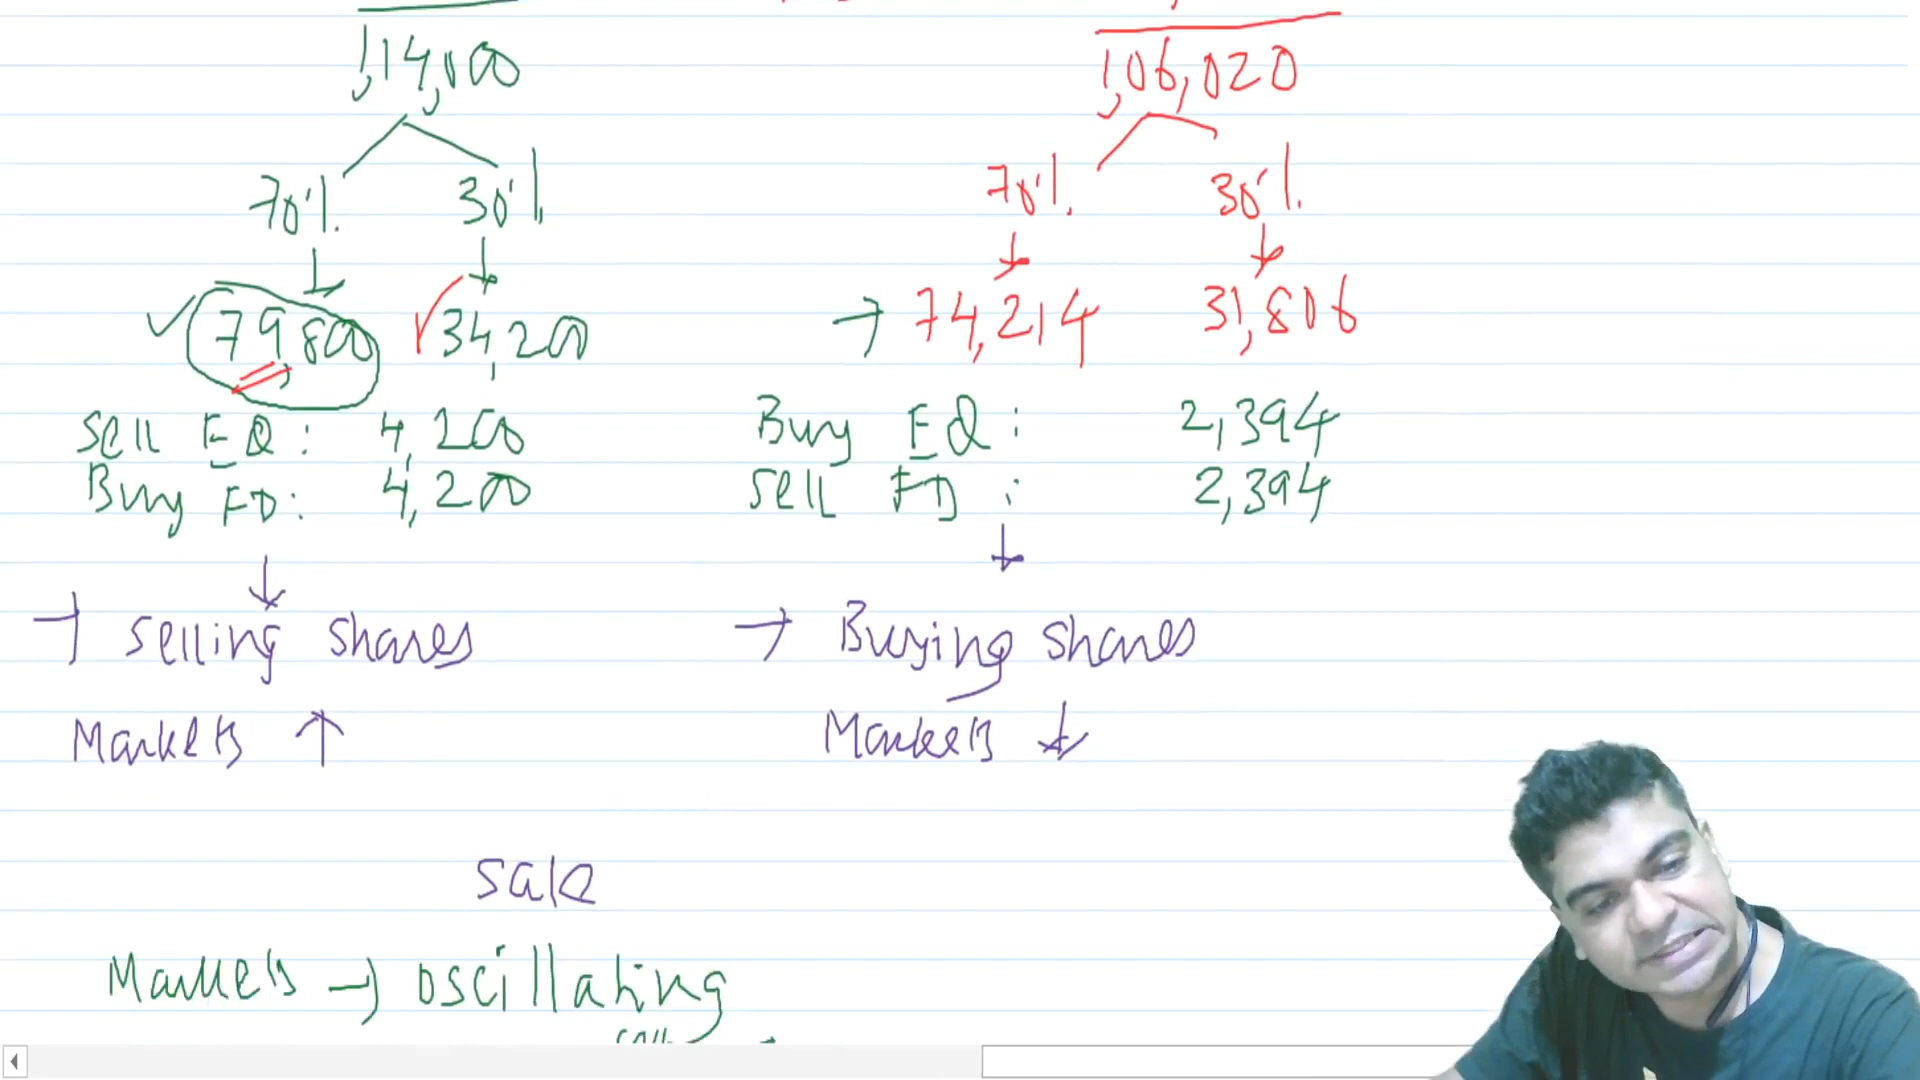 1,14,000 1,06,020
70% 30% 70% 30%
79,800 34,200 74,214 31,806
Sell EQ: 4,200 Buy EQ: 2,394
Buy FD: 4,200 Sell FD: 2,394
Selling shares Buying shares
Markets ↑ Markets ↓
Sale
Markets → oscillating